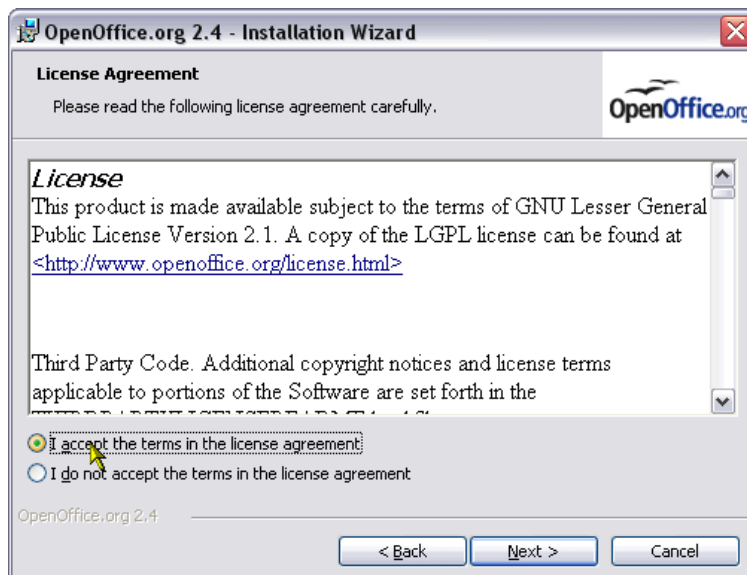 OpenOffice.org 2.4 - Installation Wizard
License Agreement
Please read the following license agreement carefully.
OpenOffice.org
License
This product is made available subject to the terms of GNU Lesser General
Public License Version 2.1. A copy of the LGPL license can be found at
<http://www.openoffice.org/license.html>
Third Party Code. Additional copyright notices and license terms
applicable to portions of the Software are set forth in the
I accept the terms in the license agreement
I do not accept the terms in the license agreement
OpenOffice.org 2.4
< Back
Next >
Cancel